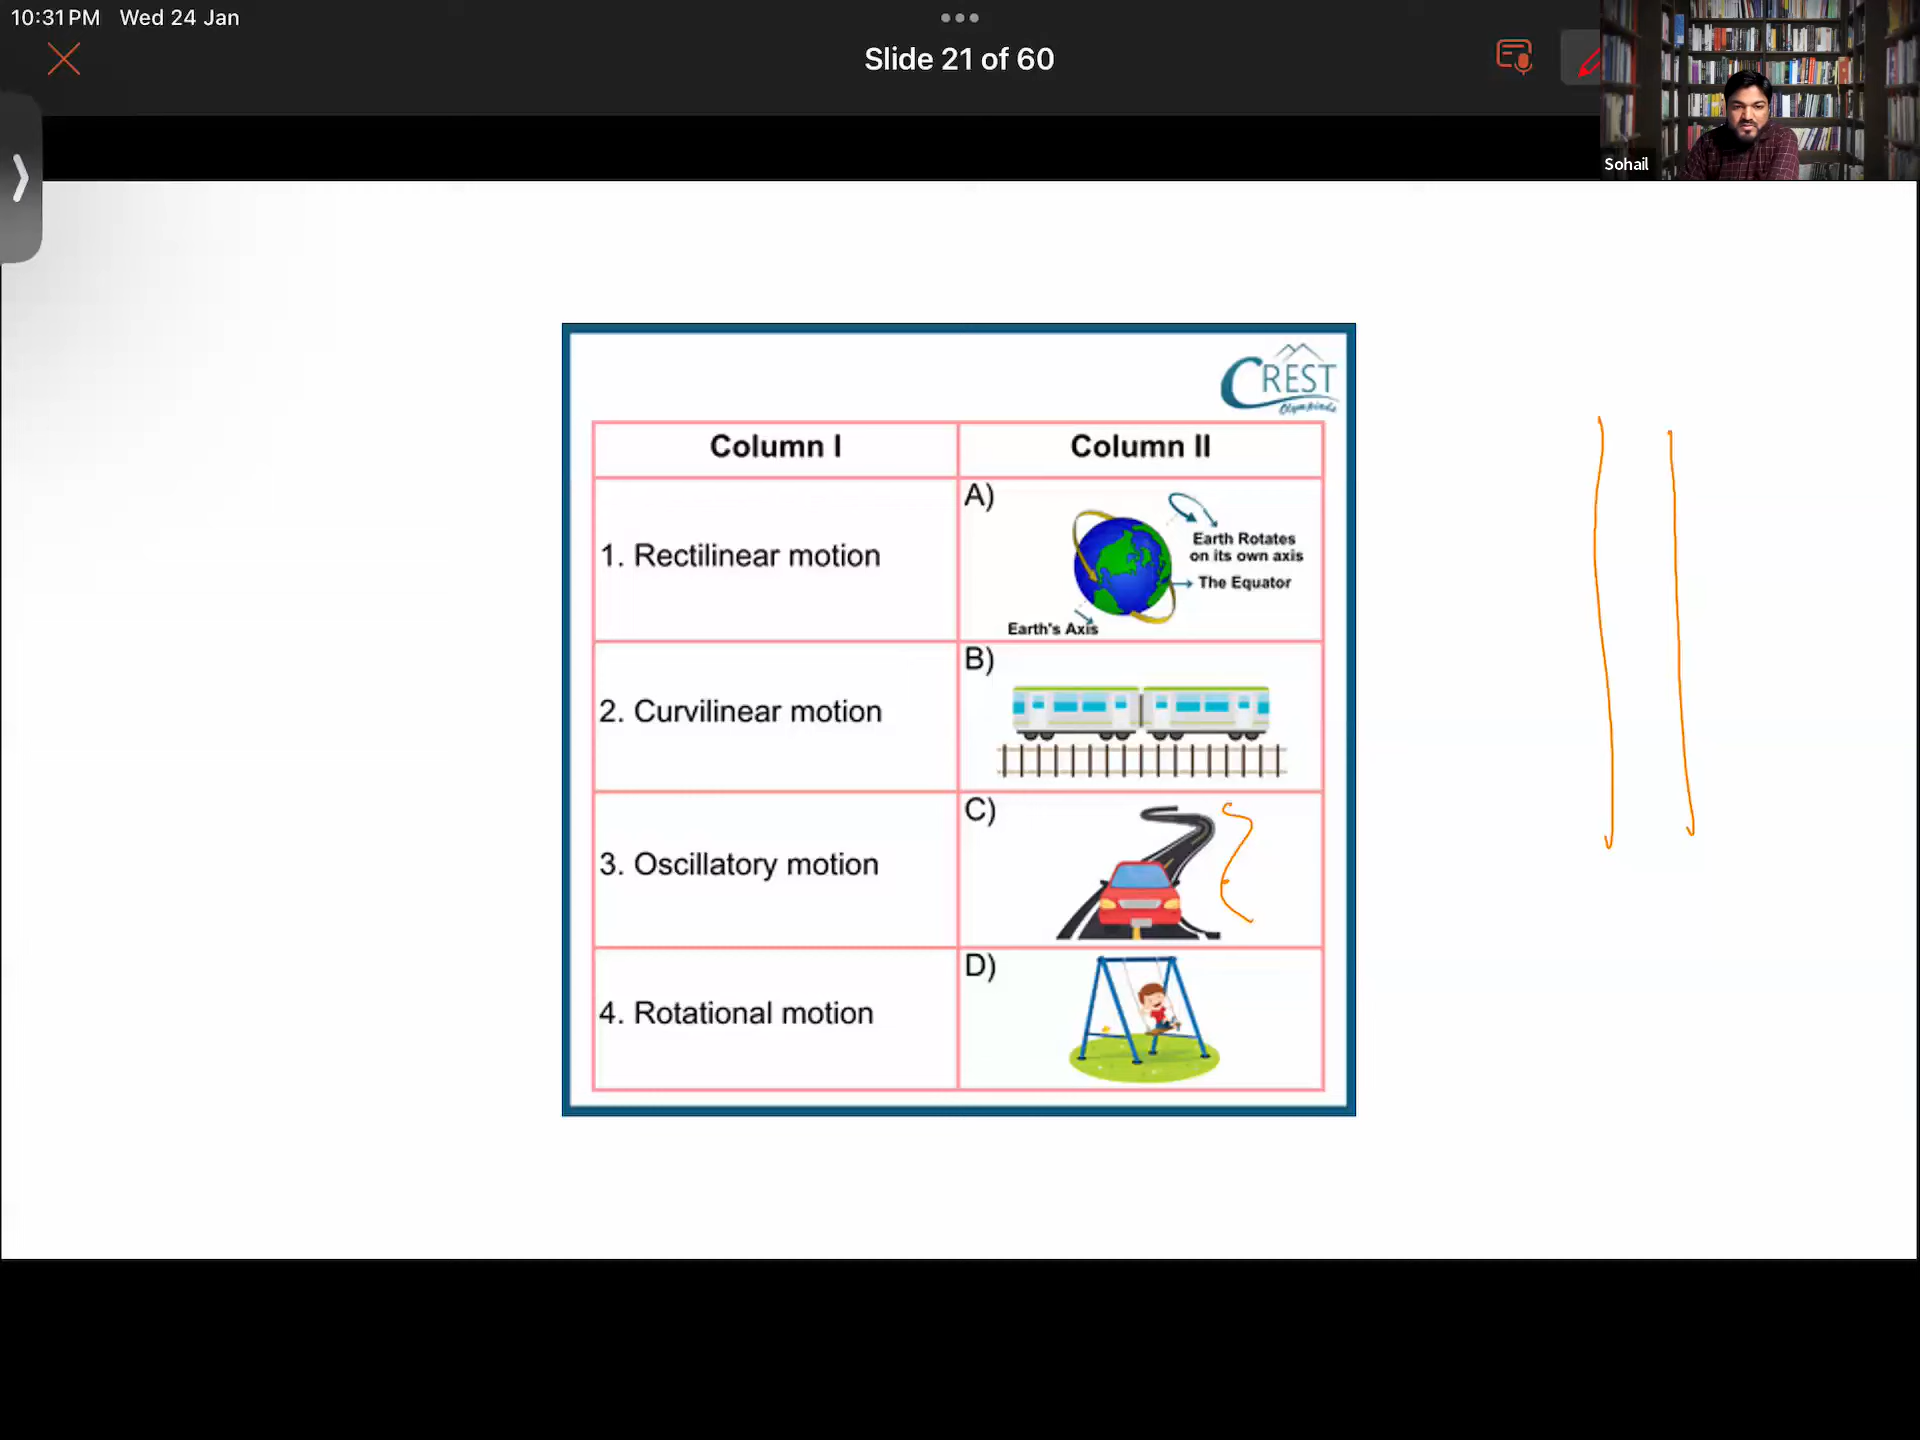 10:31 PM Wed 24 Jan
Slide 21 of 60
Sohail
CREST
Olympiads
Column I
Column II
1. Rectilinear motion
A)
Earth Rotates
on its own axis
The Equator
Earth's Axis
2. Curvilinear motion
B)
3. Oscillatory motion
C)
4. Rotational motion
D)